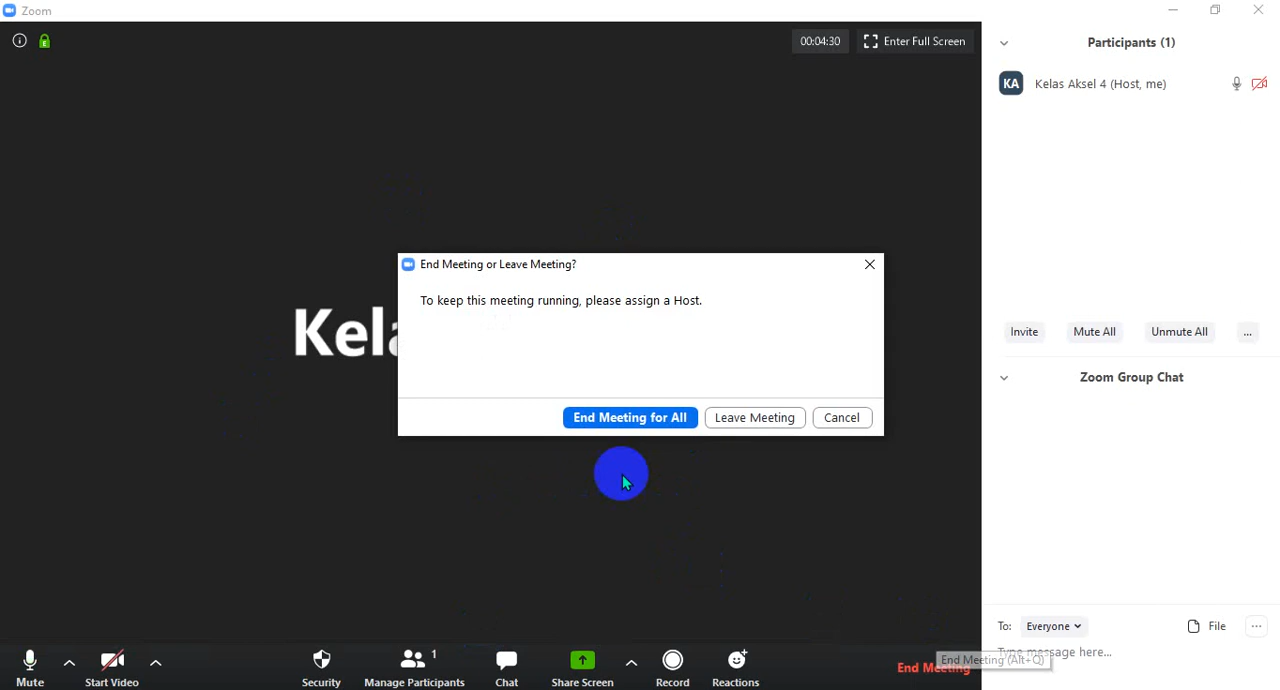 Zoom
00:04:30
Enter Full Screen
Participants (1)
KA Kelas Aksel 4 (Host, me)
End Meeting or Leave Meeting?
To keep this meeting running, please assign a Host.
Kela
Invite Mute All Unmute All ...
Zoom Group Chat
End Meeting for All Leave Meeting Cancel
To: Everyone File ...
Type message here...
End Meeting (Alt+Q)
1
Mute Start Video Security Manage Participants Chat Share Screen Record Reactions End Meeting